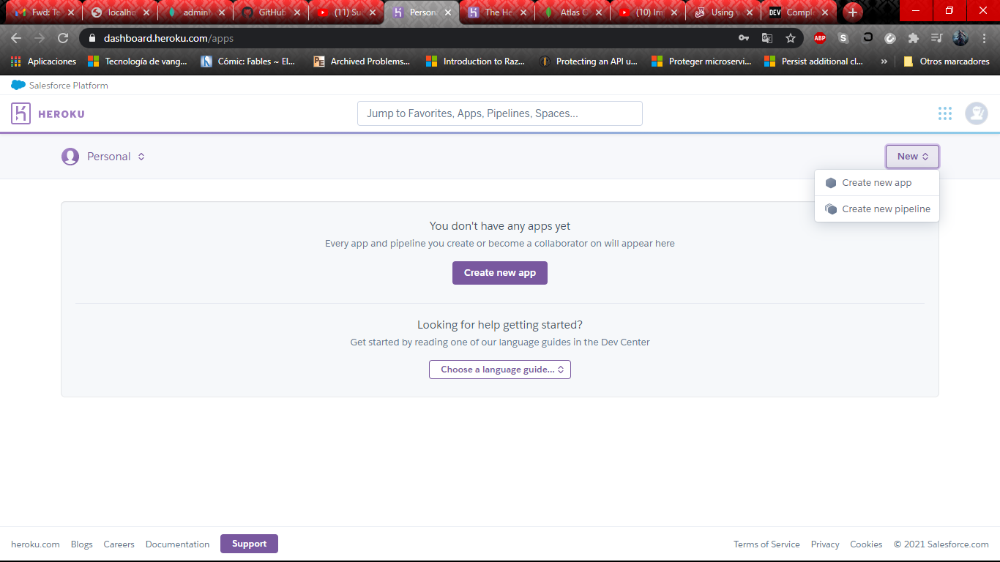 Fwd: Te
localho
admin
GitHub
(11) Su
Person
The He
Atlas C
(10) Im
Using
DEV Comple
dashboard.heroku.com/apps
ABP
Aplicaciones
Tecnología de vang...
Cómic: Fables ~ El...
Archived Problems...
Introduction to Raz...
Protecting an API u...
Proteger microservi...
Persist additional cl...
»
Otros marcadores
Salesforce Platform
HEROKU
Jump to Favorites, Apps, Pipelines, Spaces...
Personal
New
Create new app
Create new pipeline
You don't have any apps yet
Every app and pipeline you create or become a collaborator on will appear here
Create new app
Looking for help getting started?
Get started by reading one of our language guides in the Dev Center
Choose a language guide...
heroku.com Blogs Careers Documentation Support Terms of Service Privacy Cookies © 2021 Salesforce.com